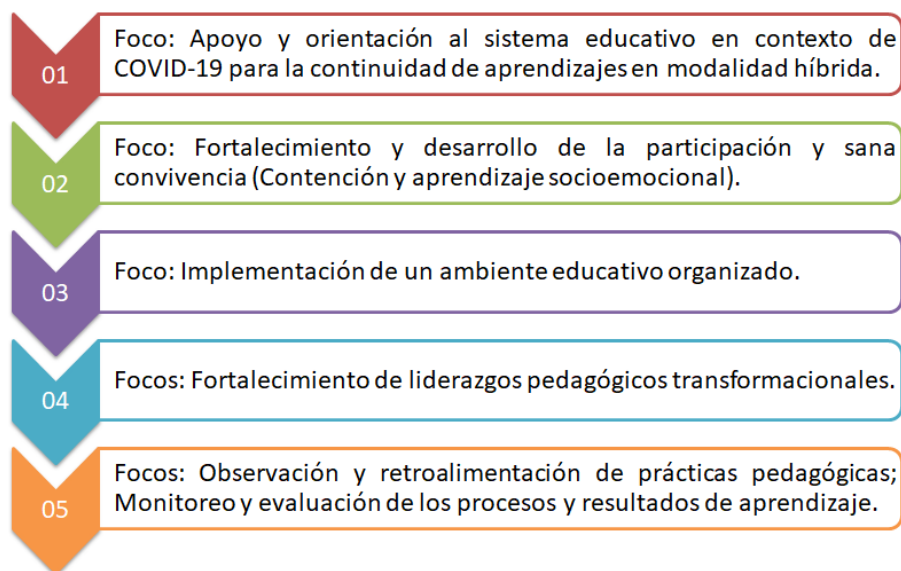 01
Foco: Apoyo y orientación al sistema educativo en contexto de
COVID-19 para la continuidad de aprendizajes en modalidad híbrida.
02
Foco: Fortalecimiento y desarrollo de la participación y sana
convivencia (Contención y aprendizaje socioemocional).
03
Foco: Implementación de un ambiente educativo organizado.
04
Focos: Fortalecimiento de liderazgos pedagógicos transformacionales.
05
Focos: Observación y retroalimentación de prácticas pedagógicas;
Monitoreo y evaluación de los procesos y resultados de aprendizaje.